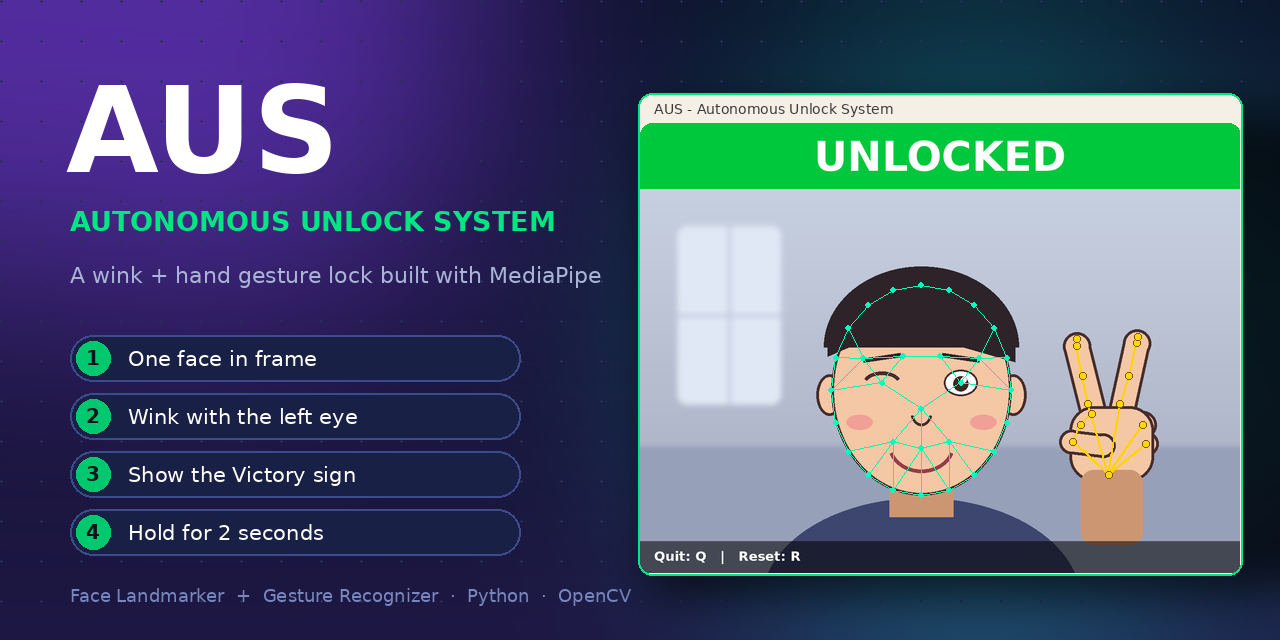 AUS
AUTONOMOUS UNLOCK SYSTEM
A wink + hand gesture lock built with MediaPipe
1 One face in frame
2 Wink with the left eye
3 Show the Victory sign
4 Hold for 2 seconds
Face Landmarker + Gesture Recognizer · Python · OpenCV
AUS - Autonomous Unlock System
UNLOCKED
Quit: Q | Reset: R